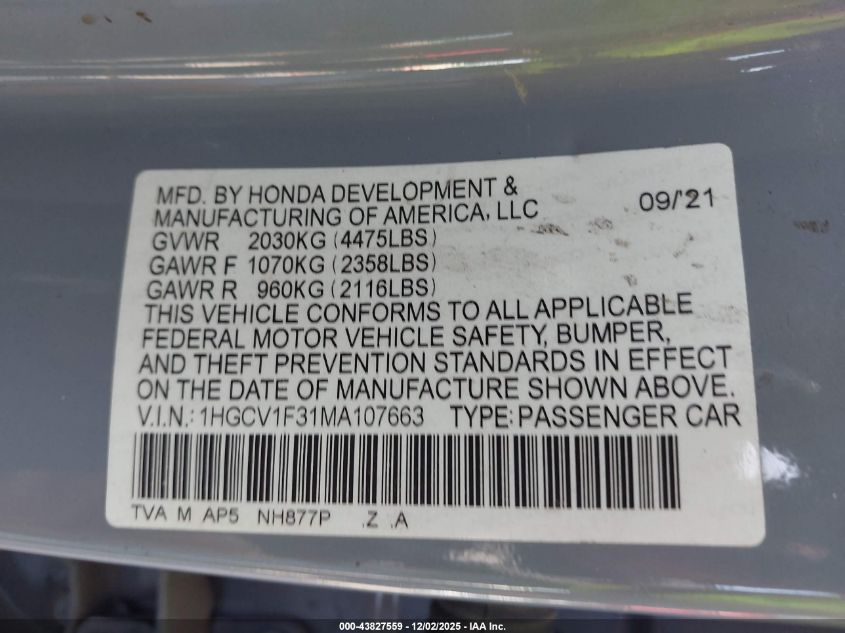 MFD. BY HONDA DEVELOPMENT &
MANUFACTURING OF AMERICA, LLC 09/'21
GVWR 2030KG (4475LBS)
GAWR F 1070KG (2358LBS)
GAWR R 960KG (2116LBS)
THIS VEHICLE CONFORMS TO ALL APPLICABLE
FEDERAL MOTOR VEHICLE SAFETY, BUMPER,
AND THEFT PREVENTION STANDARDS IN EFFECT
ON THE DATE OF MANUFACTURE SHOWN ABOVE.
V.I.N.: 1HGCV1F31MA107663 TYPE: PASSENGER CAR
TVA M AP5 NH877P .Z .A
000-43827559 - 12/02/2025 - IAA Inc.